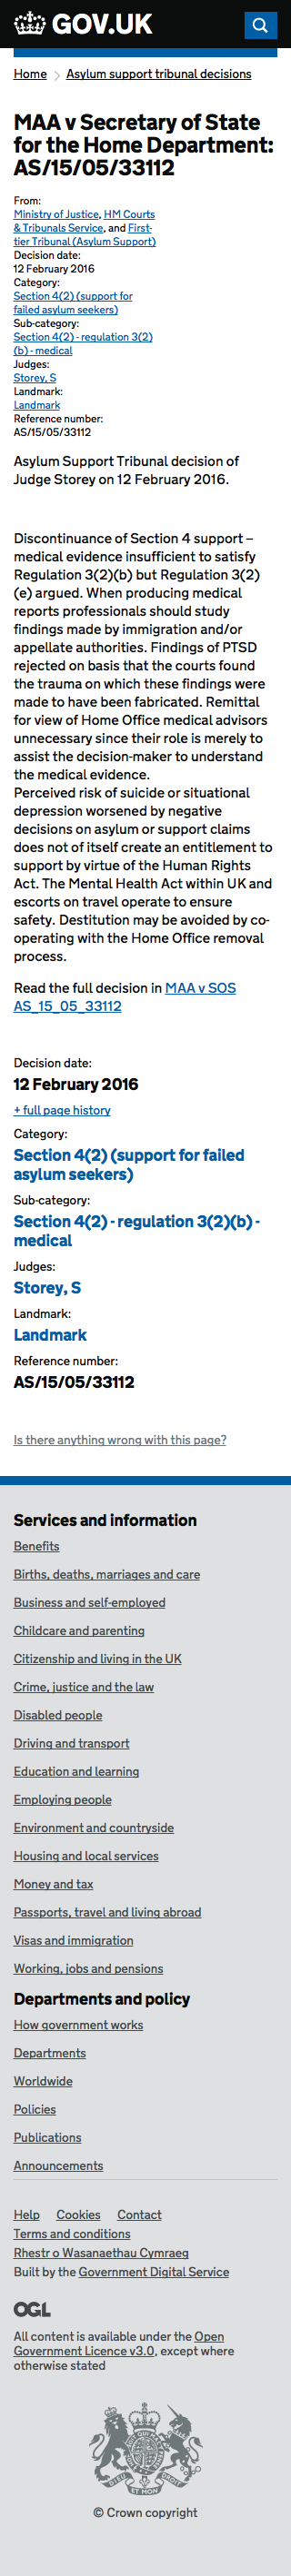 GOV.UK
Home > Asylum support tribunal decisions
MAA v Secretary of State
for the Home Department:
AS/15/05/33112
From:
Ministry of Justice, HM Courts
& Tribunals Service, and First-
tier Tribunal (Asylum Support)
Decision date:
12 February 2016
Category:
Section 4(2) (support for
failed asylum seekers)
Sub-category:
Section 4(2) - regulation 3(2)
(b) - medical
Judges:
Storey, S
Landmark:
Landmark
Reference number:
AS/15/05/33112
Asylum Support Tribunal decision of
Judge Storey on 12 February 2016.
Discontinuance of Section 4 support –
medical evidence insufficient to satisfy
Regulation 3(2)(b) but Regulation 3(2)
(e) argued. When producing medical
reports professionals should study
findings made by immigration and/or
appellate authorities. Findings of PTSD
rejected on basis that the courts found
the trauma on which these findings were
made to have been fabricated. Remittal
for view of Home Office medical advisors
unnecessary since their role is merely to
assist the decision-maker to understand
the medical evidence.
Perceived risk of suicide or situational
depression worsened by negative
decisions on asylum or support claims
does not of itself create an entitlement to
support by virtue of the Human Rights
Act. The Mental Health Act within UK and
escorts on travel operate to ensure
safety. Destitution may be avoided by co-
operating with the Home Office removal
process.
Read the full decision in MAA v SOS
AS_15_05_33112
Decision date:
12 February 2016
+ full page history
Category:
Section 4(2) (support for failed
asylum seekers)
Sub-category:
Section 4(2) - regulation 3(2)(b) -
medical
Judges:
Storey, S
Landmark:
Landmark
Reference number:
AS/15/05/33112
Is there anything wrong with this page?
Services and information
Benefits
Births, deaths, marriages and care
Business and self-employed
Childcare and parenting
Citizenship and living in the UK
Crime, justice and the law
Disabled people
Driving and transport
Education and learning
Employing people
Environment and countryside
Housing and local services
Money and tax
Passports, travel and living abroad
Visas and immigration
Working, jobs and pensions
Departments and policy
How government works
Departments
Worldwide
Policies
Publications
Announcements
Help Cookies Contact
Terms and conditions
Rhestr o Wasanaethau Cymraeg
Built by the Government Digital Service
OGL
All content is available under the Open
Government Licence v3.0, except where
otherwise stated
DIEU ET MON
© Crown copyright